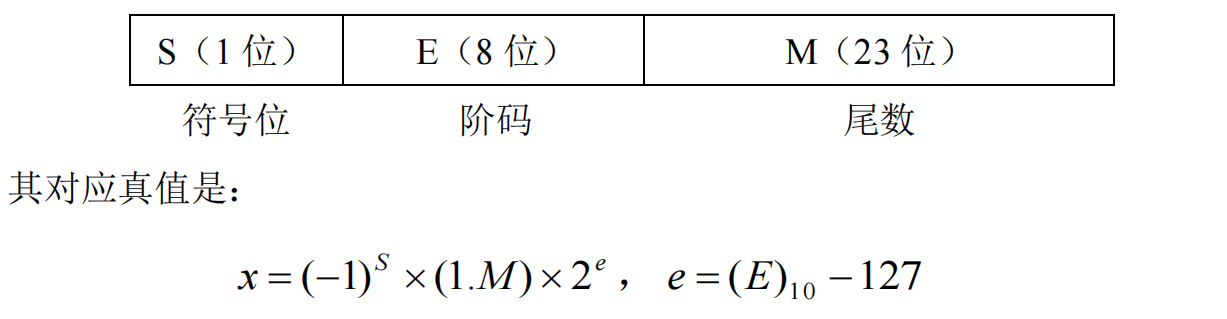 S（1 位） E（8 位） M（23 位）
符号位 阶码 尾数
其对应真值是：
x = (−1)^S × (1.M) × 2^e， e = (E)₁₀ − 127